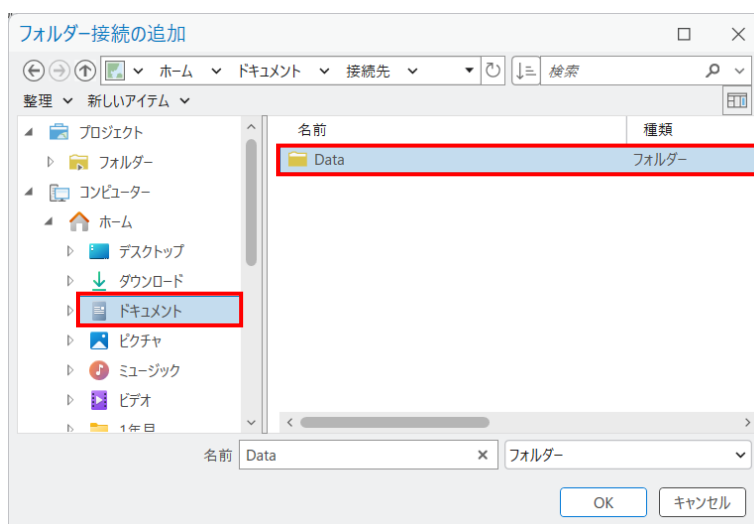 フォルダー接続の追加
ホーム ドキュメント 接続先 検索
整理 新しいアイテム
プロジェクト
フォルダー
コンピューター
ホーム
デスクトップ
ダウンロード
ドキュメント
ピクチャ
ミュージック
ビデオ
1年目
名前 種類
Data フォルダー
名前 Data フォルダー
OK キャンセル